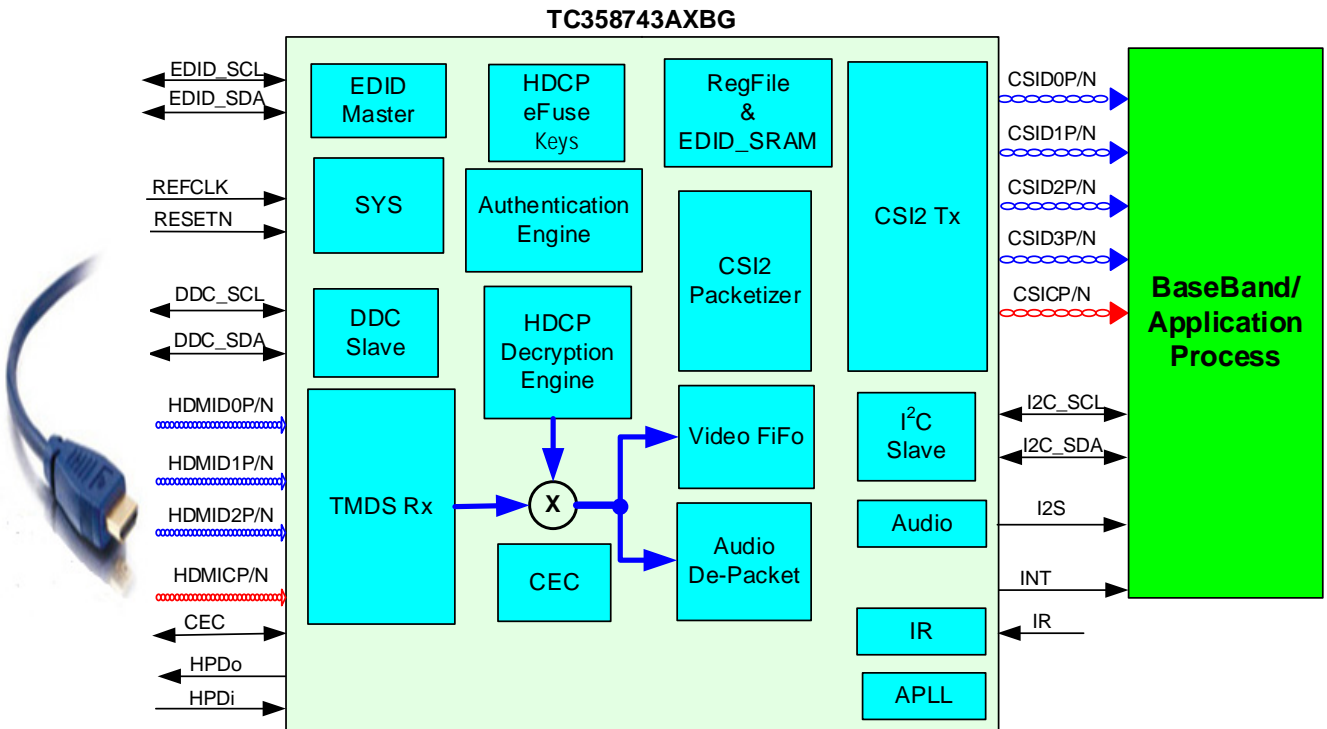 TC358743AXBG
EDID_SCL
EDID_SDA
REFCLK
RESETN
DDC_SCL
DDC_SDA
HDMID0P/N
HDMID1P/N
HDMID2P/N
HDMICP/N
CEC
HPDo
HPDi
EDID
Master
HDCP
eFuse
Keys
RegFile
&
EDID_SRAM
SYS
Authentication
Engine
CSI2
Packetizer
CSI2 Tx
DDC
Slave
HDCP
Decryption
Engine
TMDS Rx
X
Video FiFo
Audio
De-Packet
CEC
I²C
Slave
Audio
IR
APLL
CSID0P/N
CSID1P/N
CSID2P/N
CSID3P/N
CSICP/N
I2C_SCL
I2C_SDA
I2S
INT
IR
BaseBand/
Application
Process